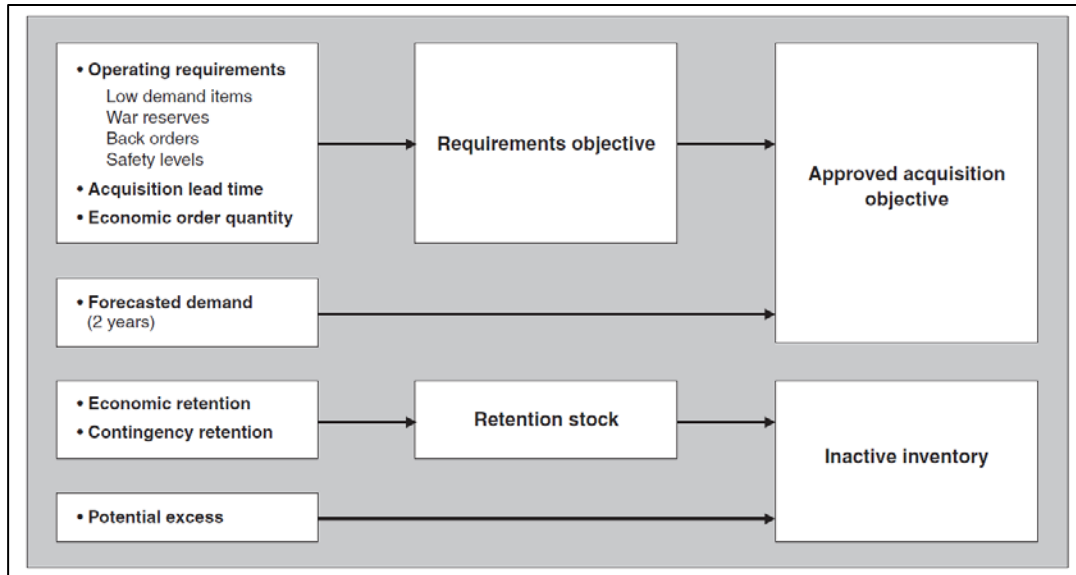 • Operating requirements
Low demand items
War reserves
Back orders
Safety levels
• Acquisition lead time
• Economic order quantity
Requirements objective
Approved acquisition
objective
• Forecasted demand
(2 years)
• Economic retention
• Contingency retention
Retention stock
Inactive inventory
• Potential excess